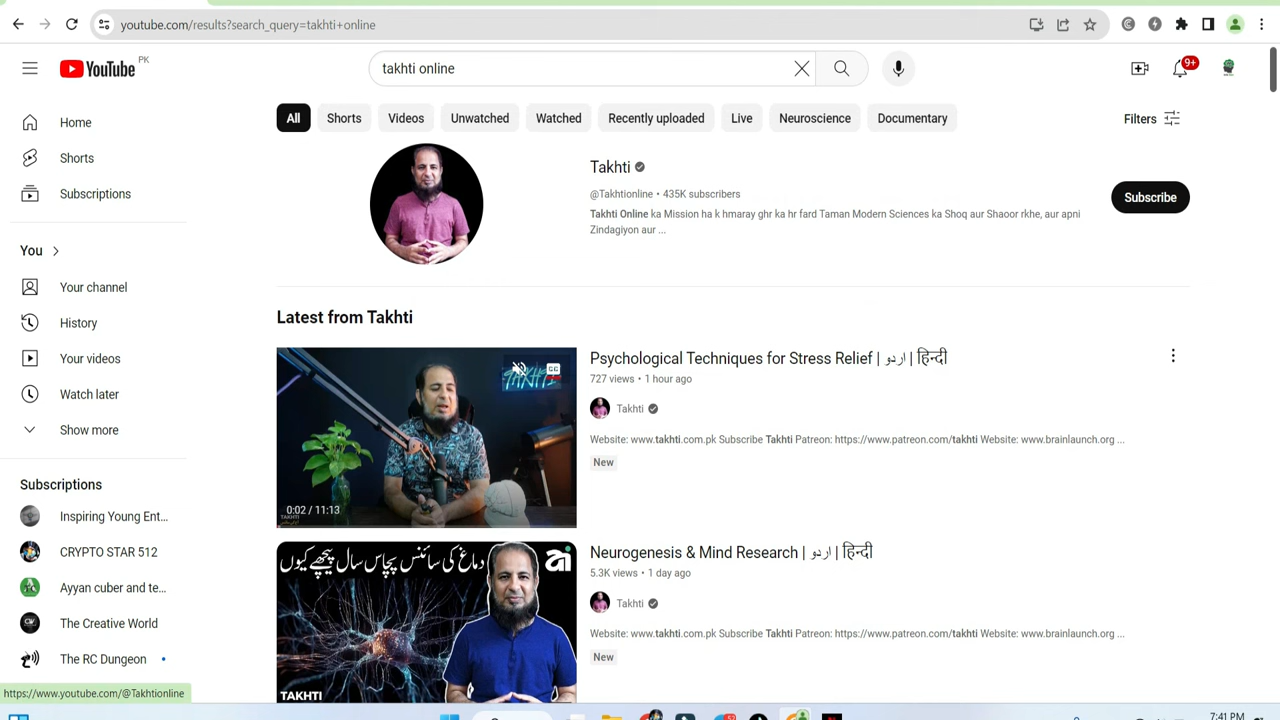 youtube.com/results?search_query=takhti+online
YouTube PK
takhti online
9+
Home
Shorts
Subscriptions
You
Your channel
History
Your videos
Watch later
Show more
Subscriptions
Inspiring Young Ent...
CRYPTO STAR 512
Ayyan cuber and te...
The Creative World
The RC Dungeon
https://www.youtube.com/@Takhtionline
All Shorts Videos Unwatched Watched Recently uploaded Live Neuroscience Documentary Filters
Takhti
@Takhtionline • 435K subscribers
Subscribe
Takhti Online ka Mission ha k hmaray ghr ka hr fard Taman Modern Sciences ka Shoq aur Shaoor rkhe, aur apni
Zindagiyon aur ...
Latest from Takhti
TAKHTI
CC
0:02 / 11:13
TAKHTI
Psychological Techniques for Stress Relief | اردو | हिन्दी
727 views • 1 hour ago
Takhti
Website: www.takhti.com.pk Subscribe Takhti Patreon: https://www.patreon.com/takhti Website: www.brainlaunch.org ...
New
دماغ کی سائنس پچاس سال پیچھے کیوں
ai
TAKHTI
Neurogenesis & Mind Research | اردو | हिन्दी
5.3K views • 1 day ago
Takhti
Website: www.takhti.com.pk Subscribe Takhti Patreon: https://www.patreon.com/takhti Website: www.brainlaunch.org ...
New
7:41 PM